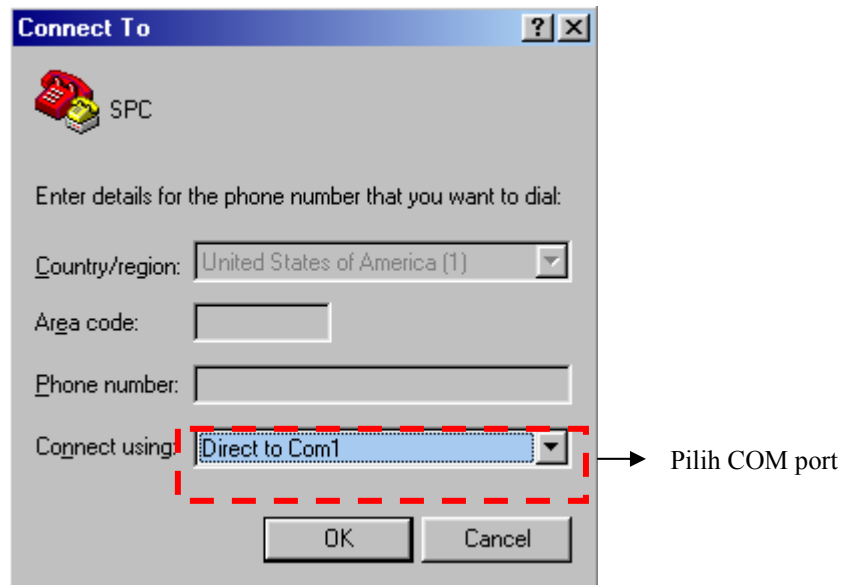 Connect To
SPC
Enter details for the phone number that you want to dial:
Country/region: United States of America (1)
Area code:
Phone number:
Connect using: Direct to Com1
Pilih COM port
OK Cancel